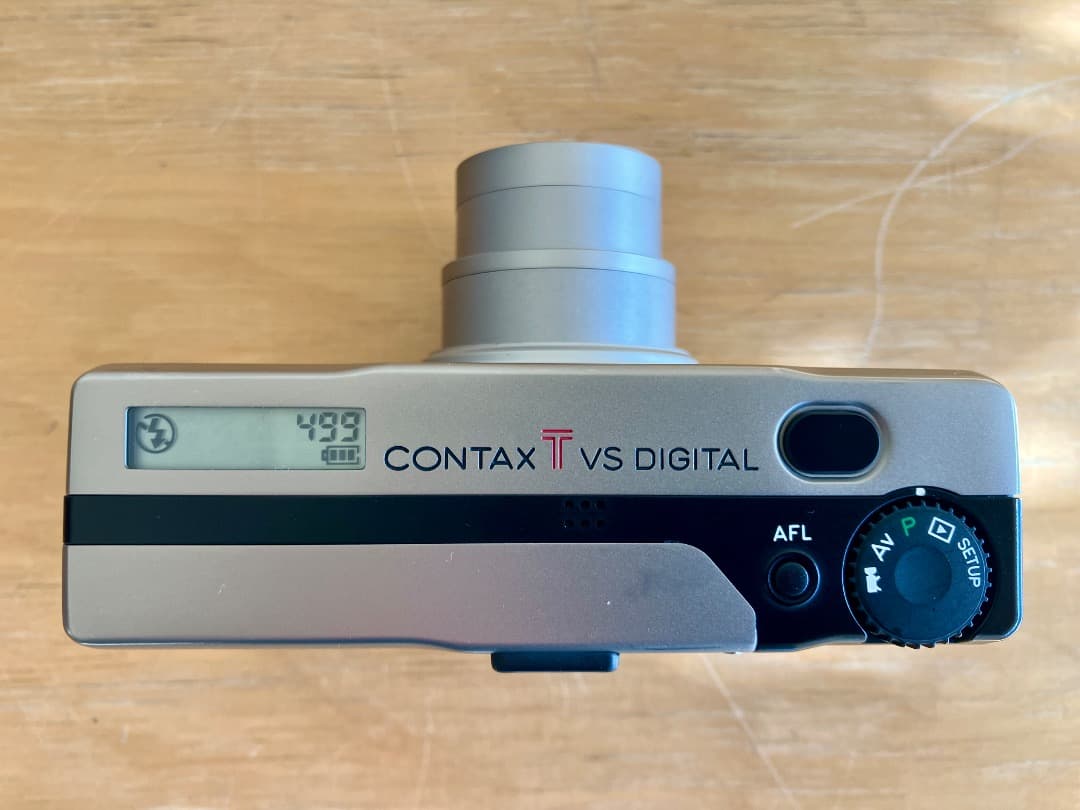 499
CONTAX T VS DIGITAL
AFL
Av P SETUP